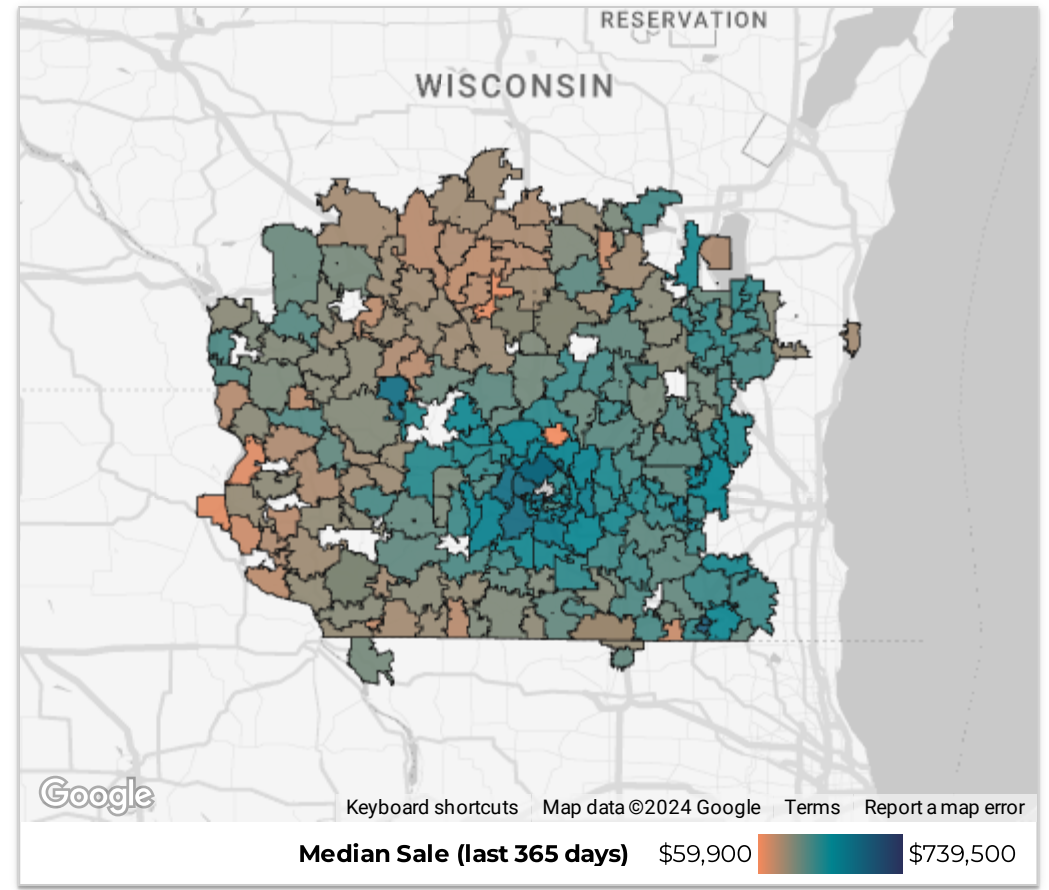 RESERVATION
WISCONSIN
Google
Keyboard shortcuts Map data ©2024 Google Terms Report a map error
Median Sale (last 365 days) $59,900 $739,500